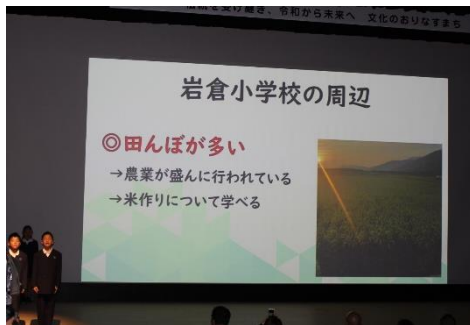 伝統を受け継ぎ、令和から未来へ 文化のおりなすまち
岩倉小学校の周辺
◎田んぼが多い
→農業が盛んに行われている
→米作りについて学べる